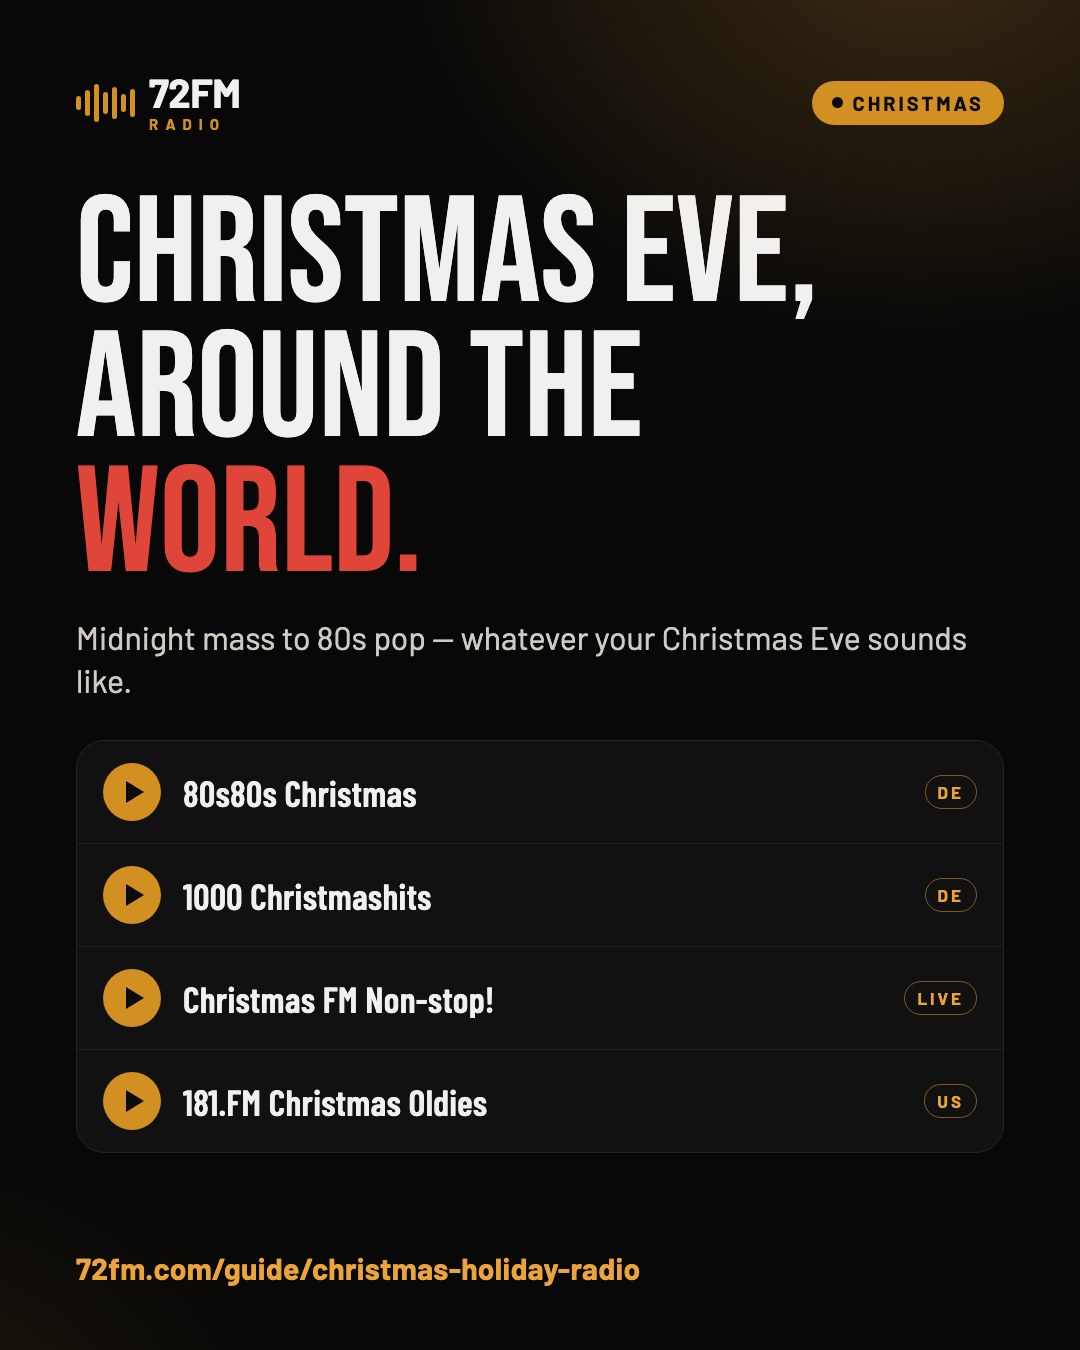 72FM
RADIO
CHRISTMAS
CHRISTMAS EVE,
AROUND THE
WORLD.
Midnight mass to 80s pop — whatever your Christmas Eve sounds
like.
80s80s Christmas
DE
1000 Christmashits
DE
Christmas FM Non-stop!
LIVE
181.FM Christmas Oldies
US
72fm.com/guide/christmas-holiday-radio